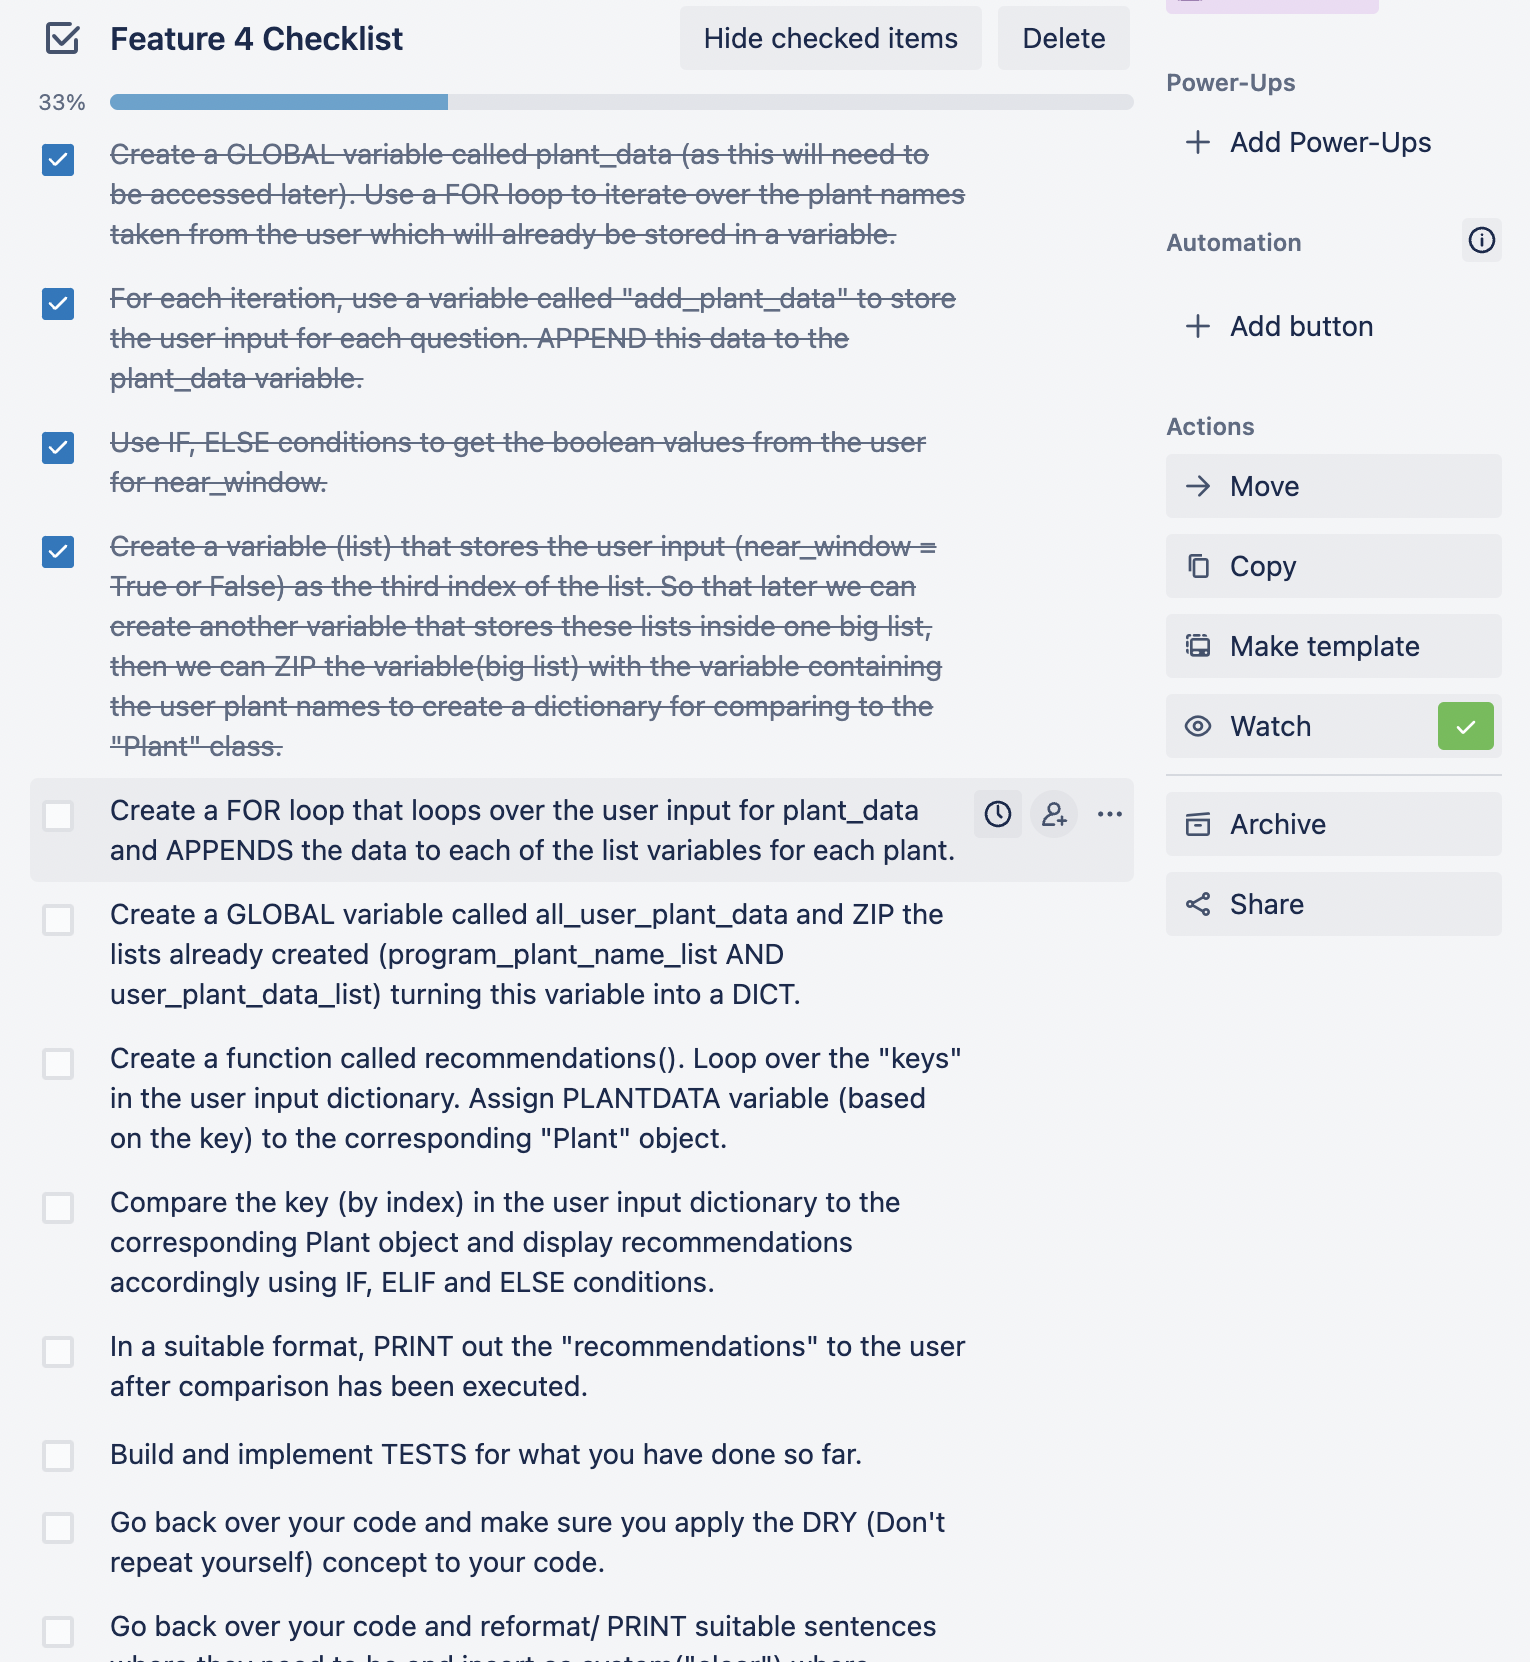 Feature 4 Checklist
Hide checked items
Delete
33%
Create a GLOBAL variable called plant_data (as this will need to
be accessed later). Use a FOR loop to iterate over the plant names
taken from the user which will already be stored in a variable.
For each iteration, use a variable called "add_plant_data" to store
the user input for each question. APPEND this data to the
plant_data variable.
Use IF, ELSE conditions to get the boolean values from the user
for near_window.
Create a variable (list) that stores the user input (near_window =
True or False) as the third index of the list. So that later we can
create another variable that stores these lists inside one big list,
then we can ZIP the variable(big list) with the variable containing
the user plant names to create a dictionary for comparing to the
"Plant" class.
Create a FOR loop that loops over the user input for plant_data
and APPENDS the data to each of the list variables for each plant.
Create a GLOBAL variable called all_user_plant_data and ZIP the
lists already created (program_plant_name_list AND
user_plant_data_list) turning this variable into a DICT.
Create a function called recommendations(). Loop over the "keys"
in the user input dictionary. Assign PLANTDATA variable (based
on the key) to the corresponding "Plant" object.
Compare the key (by index) in the user input dictionary to the
corresponding Plant object and display recommendations
accordingly using IF, ELIF and ELSE conditions.
In a suitable format, PRINT out the "recommendations" to the user
after comparison has been executed.
Build and implement TESTS for what you have done so far.
Go back over your code and make sure you apply the DRY (Don't
repeat yourself) concept to your code.
Go back over your code and reformat/ PRINT suitable sentences
Power-Ups
Add Power-Ups
Automation
Add button
Actions
Move
Copy
Make template
Watch
Archive
Share